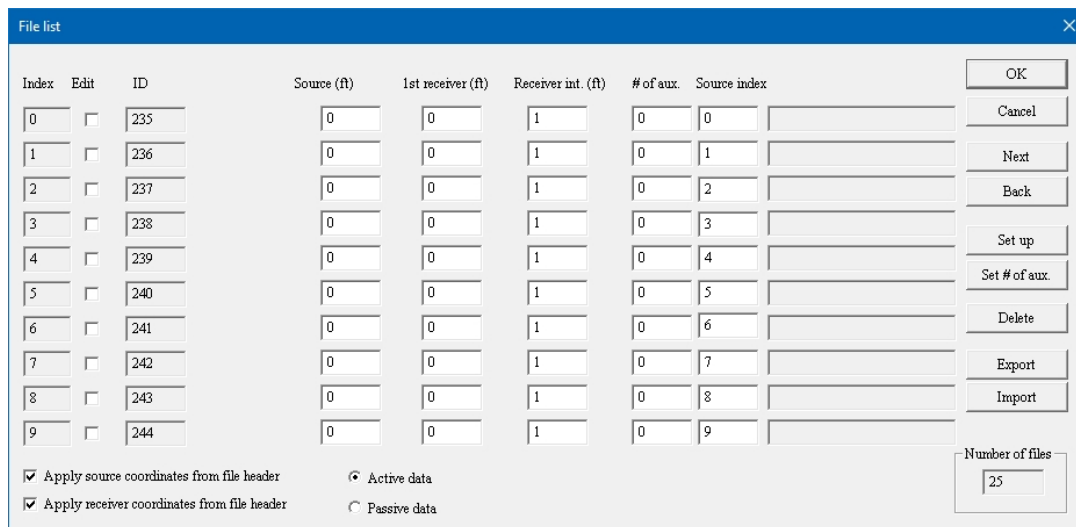 File list
Index Edit ID Source (ft) 1st receiver (ft) Receiver int. (ft) # of aux. Source index
0 235 0 0 1 0 0
1 236 0 0 1 0 1
2 237 0 0 1 0 2
3 238 0 0 1 0 3
4 239 0 0 1 0 4
5 240 0 0 1 0 5
6 241 0 0 1 0 6
7 242 0 0 1 0 7
8 243 0 0 1 0 8
9 244 0 0 1 0 9
Apply source coordinates from file header
Apply receiver coordinates from file header
Active data
Passive data
OK
Cancel
Next
Back
Set up
Set # of aux.
Delete
Export
Import
Number of files
25